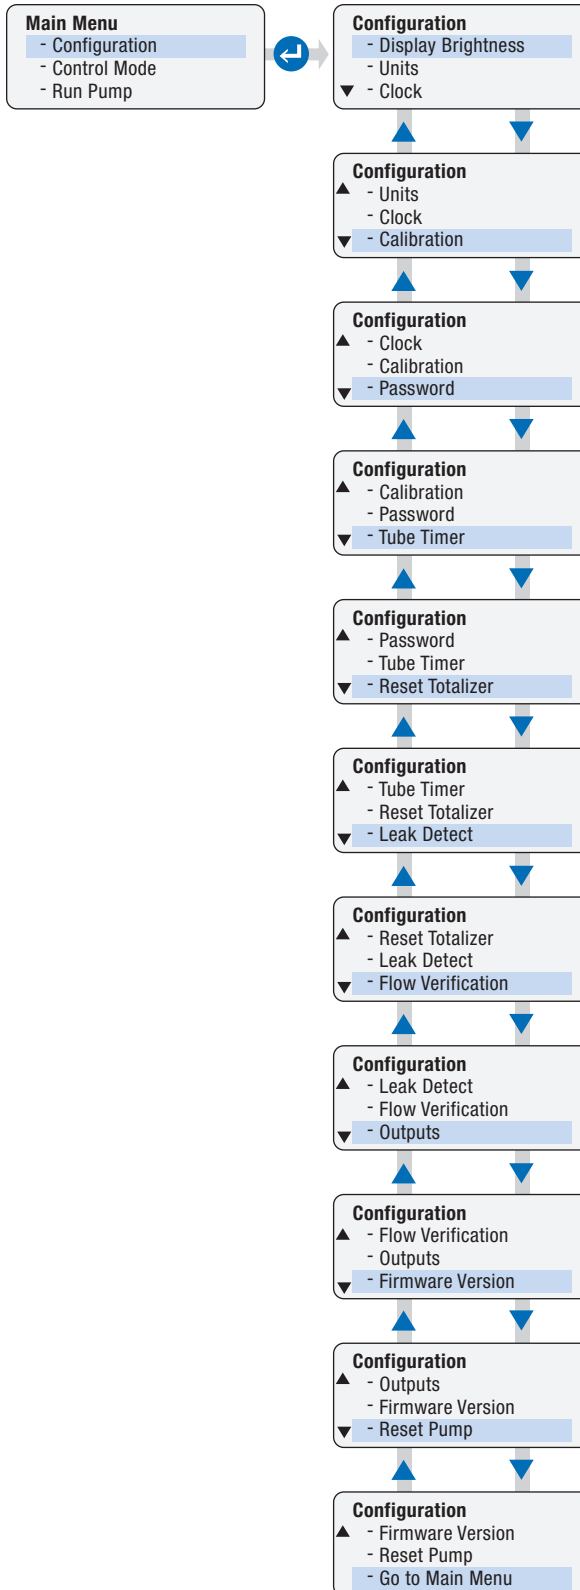 Main Menu
- Configuration
- Control Mode
- Run Pump
Configuration
- Display Brightness
- Units
- Clock
Configuration
- Units
- Clock
- Calibration
Configuration
- Clock
- Calibration
- Password
Configuration
- Calibration
- Password
- Tube Timer
Configuration
- Password
- Tube Timer
- Reset Totalizer
Configuration
- Tube Timer
- Reset Totalizer
- Leak Detect
Configuration
- Reset Totalizer
- Leak Detect
- Flow Verification
Configuration
- Leak Detect
- Flow Verification
- Outputs
Configuration
- Flow Verification
- Outputs
- Firmware Version
Configuration
- Outputs
- Firmware Version
- Reset Pump
Configuration
- Firmware Version
- Reset Pump
- Go to Main Menu